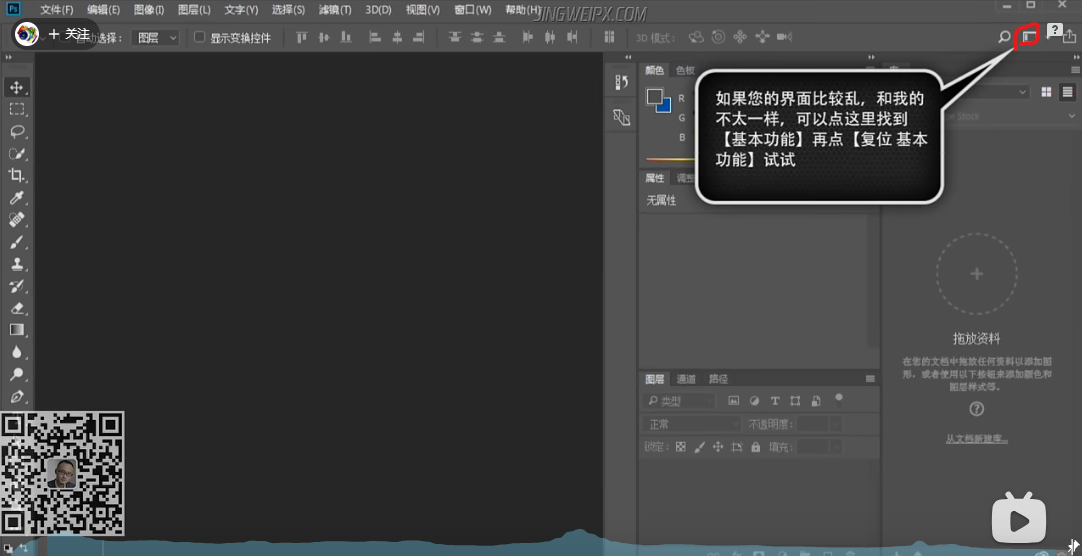 Ps 文件(F) 编辑(E) 图像(I) 图层(L) 文字(Y) 选择(S) 滤镜(T) 3D(D) 视图(V) 窗口(W) 帮助(H)
JINGWEIPX.COM
+ 关注
选择： 图层 显示变换控件 3D 模式：
颜色 色板
R
G
B
如果您的界面比较乱，和我的
不太一样，可以点这里找到
【基本功能】再点【复位 基本
功能】试试
Stock
属性 调整
无属性
拖放资料
在您的文档中拖放任何资料以添加图
形，或者使用以下按钮来添加颜色和
图层样式等。
从文档新建库...
图层 通道 路径
类型
正常 不透明度：
锁定： 填充：